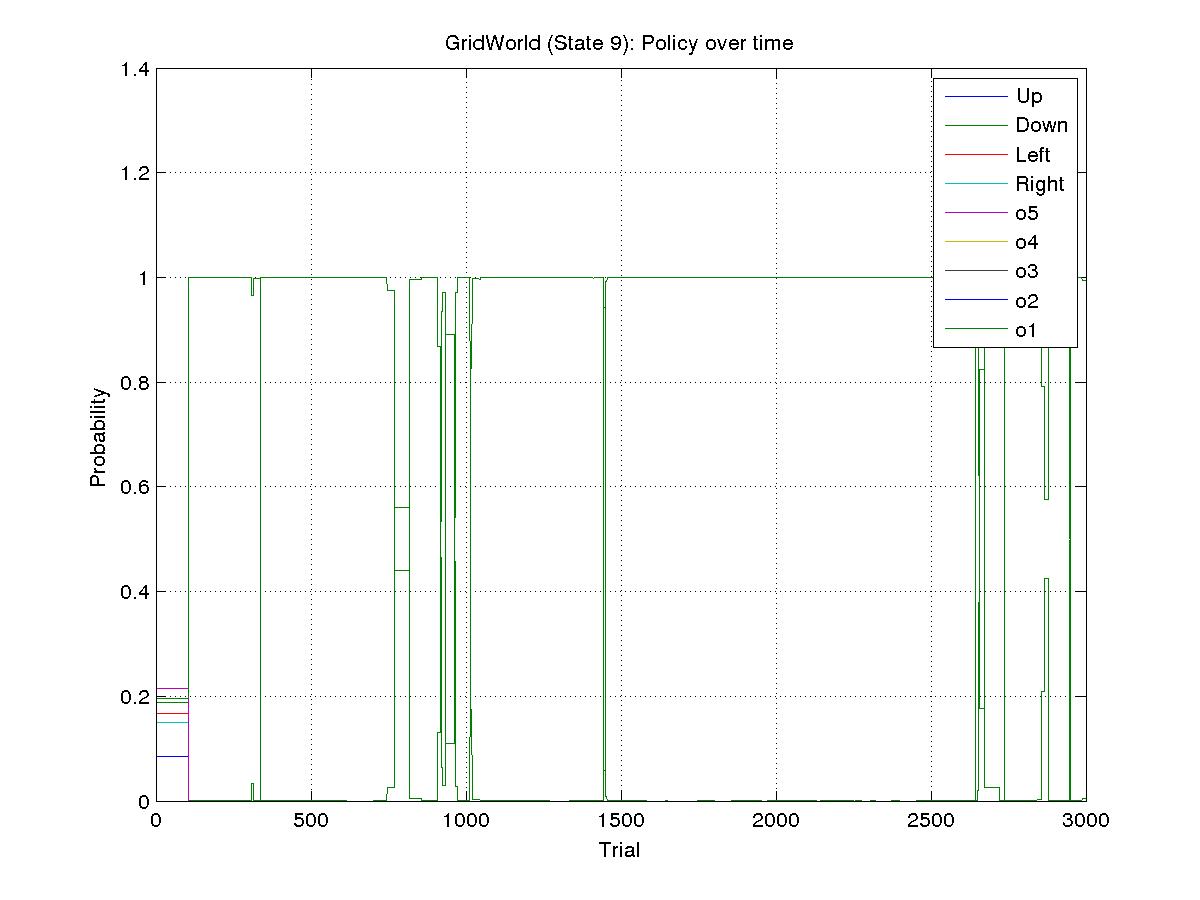 GridWorld (State 9): Policy over time
1.4
1.2
1
0.8
0.6
0.4
0.2
0
Probability
Up
Down
Left
Right
o5
o4
o3
o2
o1
0 500 1000 1500 2000 2500 3000
Trial